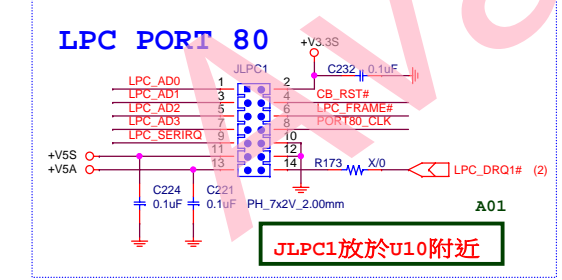 LPC PORT 80
+V3.3S
JLPC1
C232 0.1uF
LPC_AD0 1 2
LPC_AD1 3 4 CB_RST#
LPC_AD2 5 6 LPC_FRAME#
LPC_AD3 7 8 PORT80_CLK
LPC_SERIRQ 9 10
+V5S 11 12
+V5A 13 14 R173 X/0 LPC_DRQ1# (2)
C224 C221
0.1uF 0.1uF PH_7x2V_2.00mm
A01
JLPC1放於U10附近